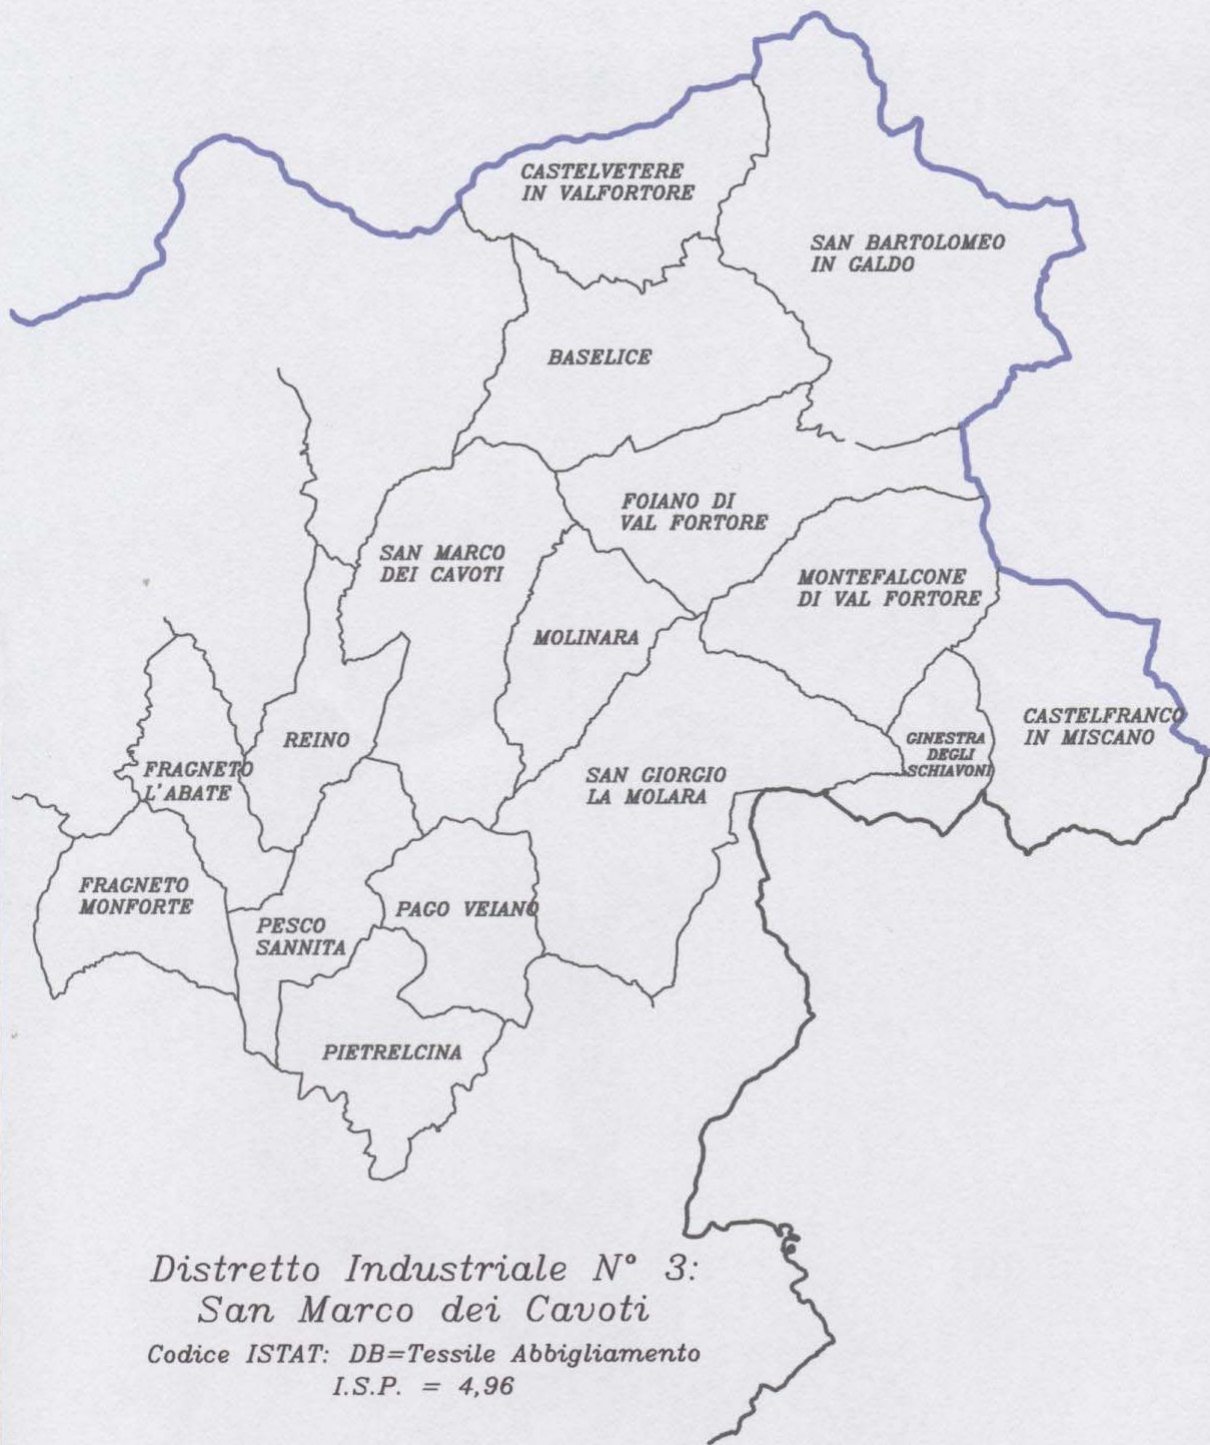 CASTELVETERE
IN VALFORTORE
SAN BARTOLOMEO
IN GALDO
BASELICE
FOIANO DI
VAL FORTORE
SAN MARCO
DEI CAVOTI
MONTEFALCONE
DI VAL FORTORE
MOLINARA
CASTELFRANCO
IN MISCANO
REINO
GINESTRA
DEGLI
SCHIAVONI
FRAGNETO
L'ABATE
SAN GIORGIO
LA MOLARA
FRAGNETO
MONFORTE
PAGO VEIANO
PESCO
SANNITA
PIETRELCINA
Distretto Industriale N° 3:
San Marco dei Cavoti
Codice ISTAT: DB=Tessile Abbigliamento
I.S.P. = 4,96